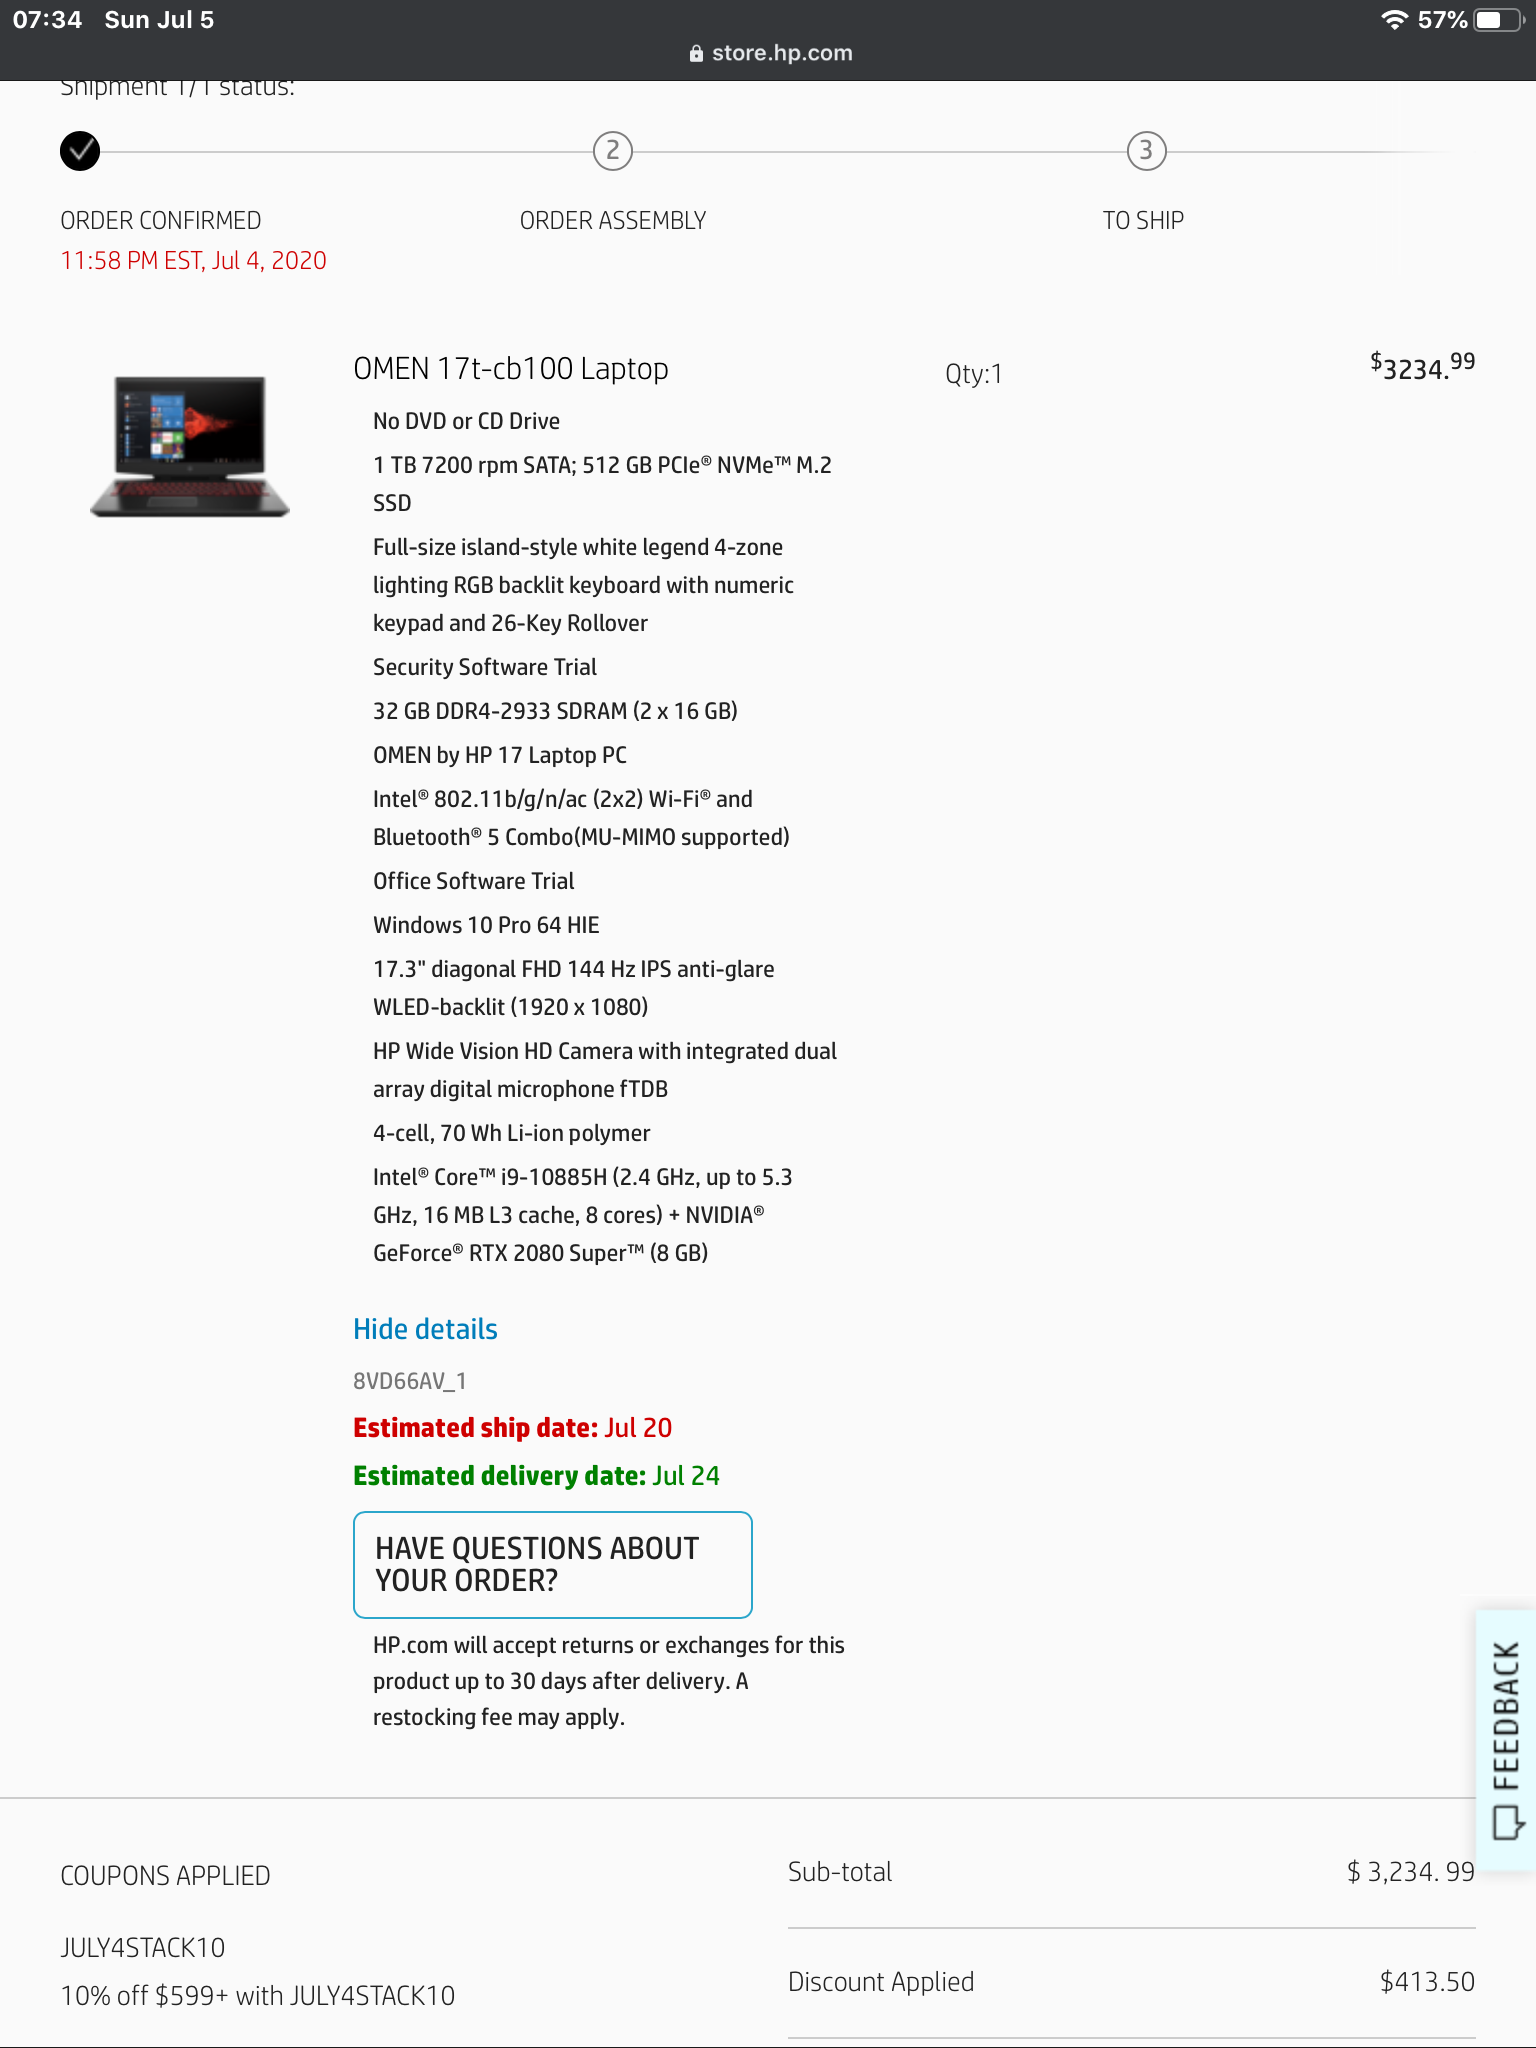 07:34 Sun Jul 5
57%
store.hp.com
Shipment 1/1 status:
2
3
ORDER CONFIRMED
ORDER ASSEMBLY
TO SHIP
11:58 PM EST, Jul 4, 2020
OMEN 17t-cb100 Laptop
Qty:1
$3234.99
No DVD or CD Drive
1 TB 7200 rpm SATA; 512 GB PCIe® NVMe™ M.2
SSD
Full-size island-style white legend 4-zone
lighting RGB backlit keyboard with numeric
keypad and 26-Key Rollover
Security Software Trial
32 GB DDR4-2933 SDRAM (2 x 16 GB)
OMEN by HP 17 Laptop PC
Intel® 802.11b/g/n/ac (2x2) Wi-Fi® and
Bluetooth® 5 Combo(MU-MIMO supported)
Office Software Trial
Windows 10 Pro 64 HIE
17.3" diagonal FHD 144 Hz IPS anti-glare
WLED-backlit (1920 x 1080)
HP Wide Vision HD Camera with integrated dual
array digital microphone fTDB
4-cell, 70 Wh Li-ion polymer
Intel® Core™ i9-10885H (2.4 GHz, up to 5.3
GHz, 16 MB L3 cache, 8 cores) + NVIDIA®
GeForce® RTX 2080 Super™ (8 GB)
Hide details
8VD66AV_1
Estimated ship date: Jul 20
Estimated delivery date: Jul 24
HAVE QUESTIONS ABOUT
YOUR ORDER?
HP.com will accept returns or exchanges for this
product up to 30 days after delivery. A
restocking fee may apply.
FEEDBACK
COUPONS APPLIED
JULY4STACK10
10% off $599+ with JULY4STACK10
Sub-total
$ 3,234. 99
Discount Applied
$413.50